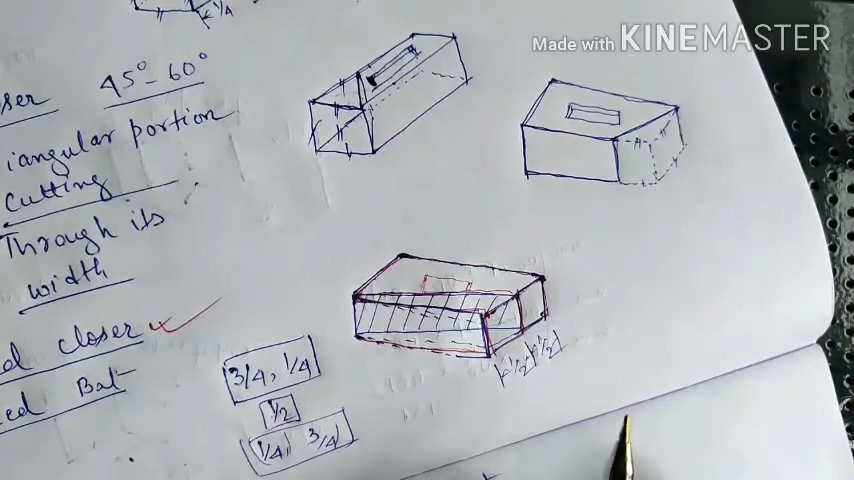 Made with KINEMASTER
1/A
45° - 60°
iangular portion
cutting
Through its
width
d closer
Bat
3/4, 1/4
1/2
1/4, 3/4
1/2 1/2